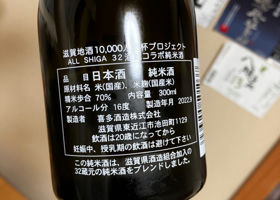 滋賀地酒10,000人乾杯プロジェクト
ALL SHIGA 32蔵コラボ純米酒
品目 日本酒 純米酒
原材料名 米(国産)、米麹(国産米)
精米歩合 70% 内容量 300ml
アルコール分 16度 製造年月 2022.9
製造者 喜多酒造株式会社
滋賀県東近江市池田町1129
飲酒は20歳になってから
妊娠中、授乳期の飲酒は避けて下さい
この純米酒は、滋賀県酒造組合加入の
32蔵元の純米酒をブレンドしました。